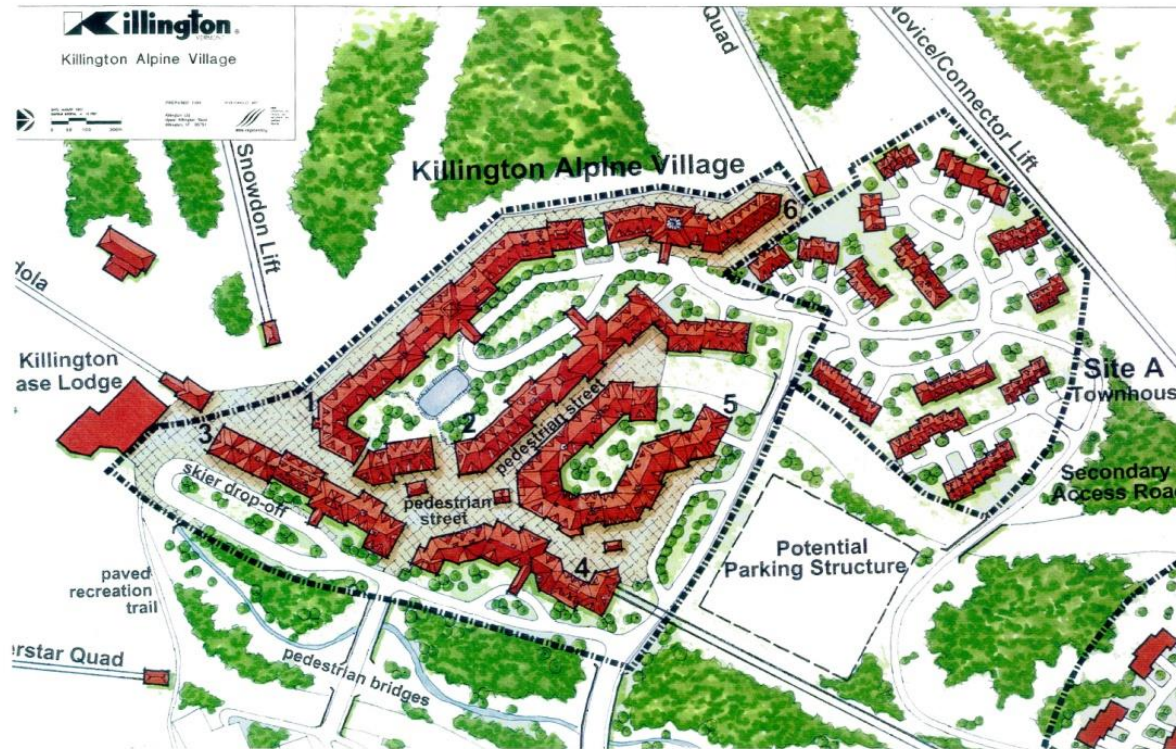 Killington®
VERMONT
Killington Alpine Village
Quad
Novice/Connector Lift
Snowdon Lift
Killington Alpine Village
6
dola
Killington
ase Lodge
1
3
2
pedestrian street
5
Site A
Townhous
skier drop-off
pedestrian
street
Secondary
Access Roa
4
Potential
Parking Structure
paved
recreation
trail
erstar Quad
pedestrian bridges